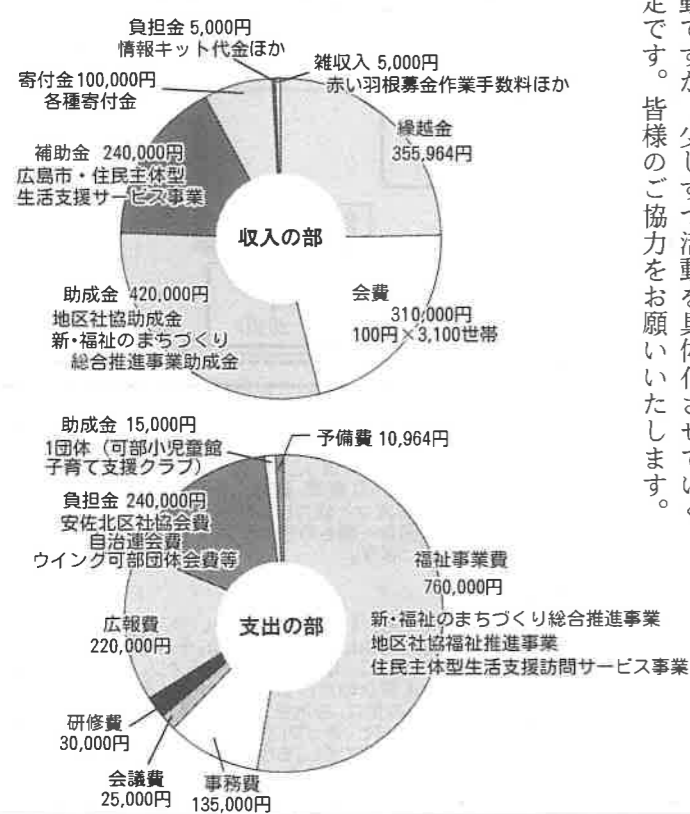 定です。皆様のご協力をお願いいたします。
負担金 5,000円
情報キット代金ほか
雑収入 5,000円
赤い羽根募金作業手数料ほか
寄付金100,000円
各種寄付金
繰越金
355,964円
補助金 240,000円
広島市・住民主体型
生活支援サービス事業
収入の部
会費
310,000円
100円×3,100世帯
助成金 420,000円
地区社協助成金
新・福祉のまちづくり
総合推進事業助成金
助成金 15,000円
1団体(可部小児童館
子育て支援クラブ)
予備費 10,964円
負担金 240,000円
安佐北区社協会費
自治連会費
ウイング可部団体会費等
福祉事業費
760,000円
新・福祉のまちづくり総合推進事業
地区社協福祉推進事業
住民主体型生活支援訪問サービス事業
広報費
220,000円
支出の部
研修費
30,000円
会議費
25,000円
事務費
135,000円